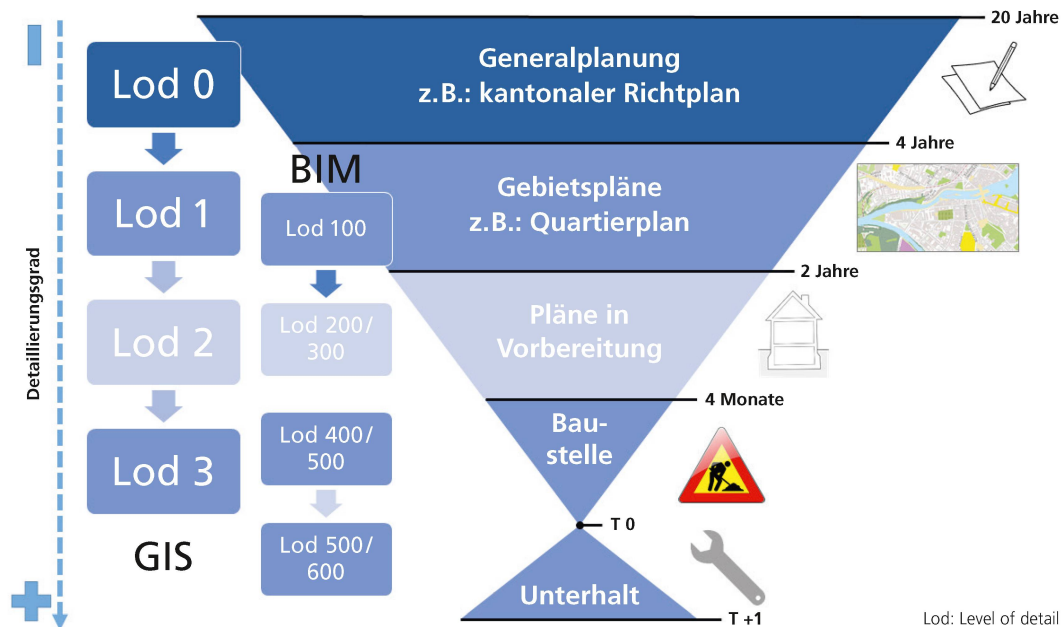 20 Jahre
Generalplanung
z.B.: kantonaler Richtplan
Lod 0
4 Jahre
BIM
Gebietspläne
z.B.: Quartierplan
Lod 1
Lod 100
2 Jahre
Detaillierungsgrad
Lod 2
Lod 200/
300
Pläne in
Vorbereitung
4 Monate
Bau-
stelle
Lod 3
Lod 400/
500
T 0
GIS
Lod 500/
600
Unterhalt
T +1
Lod: Level of detail